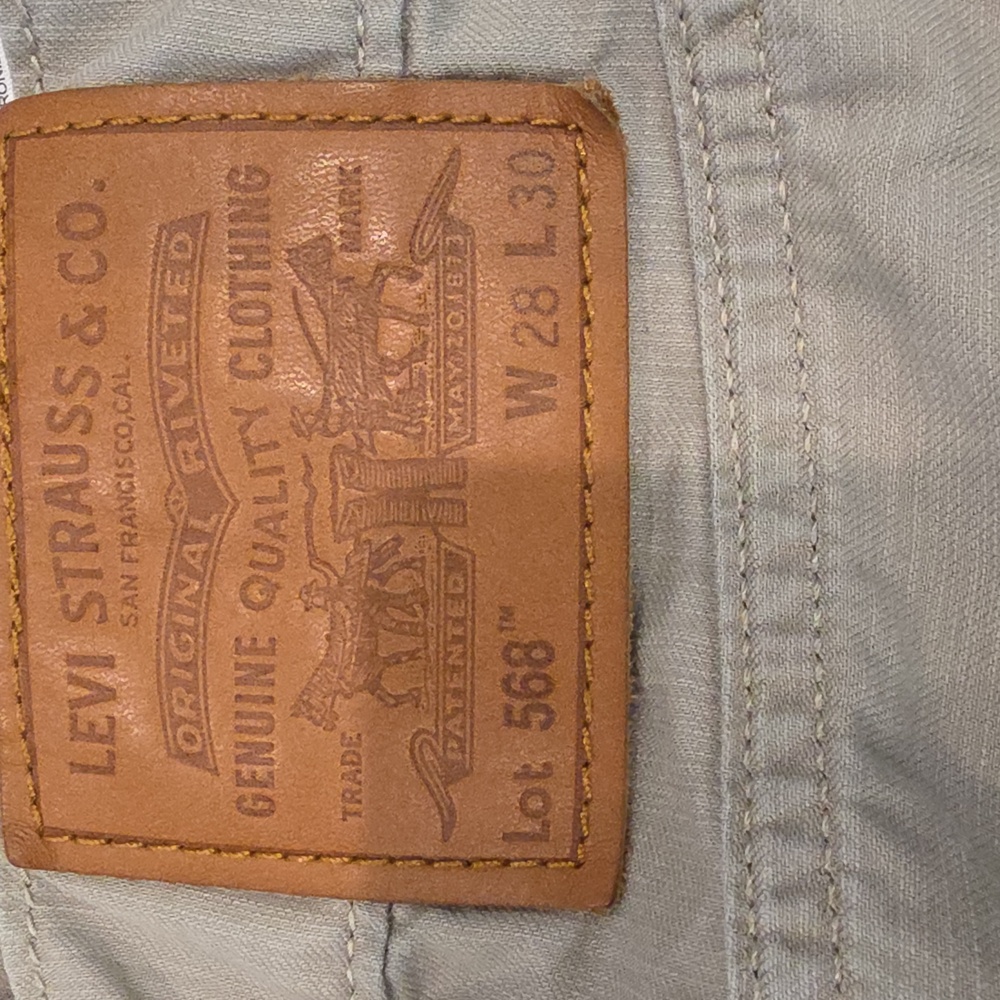 LEVI STRAUSS & CO.
SAN FRANCISCO, CAL.
ORIGINAL RIVETED
GENUINE QUALITY CLOTHING
TRADE MARK
PATENTED MAY 20 1873
Lot 568™ W 28 L 30